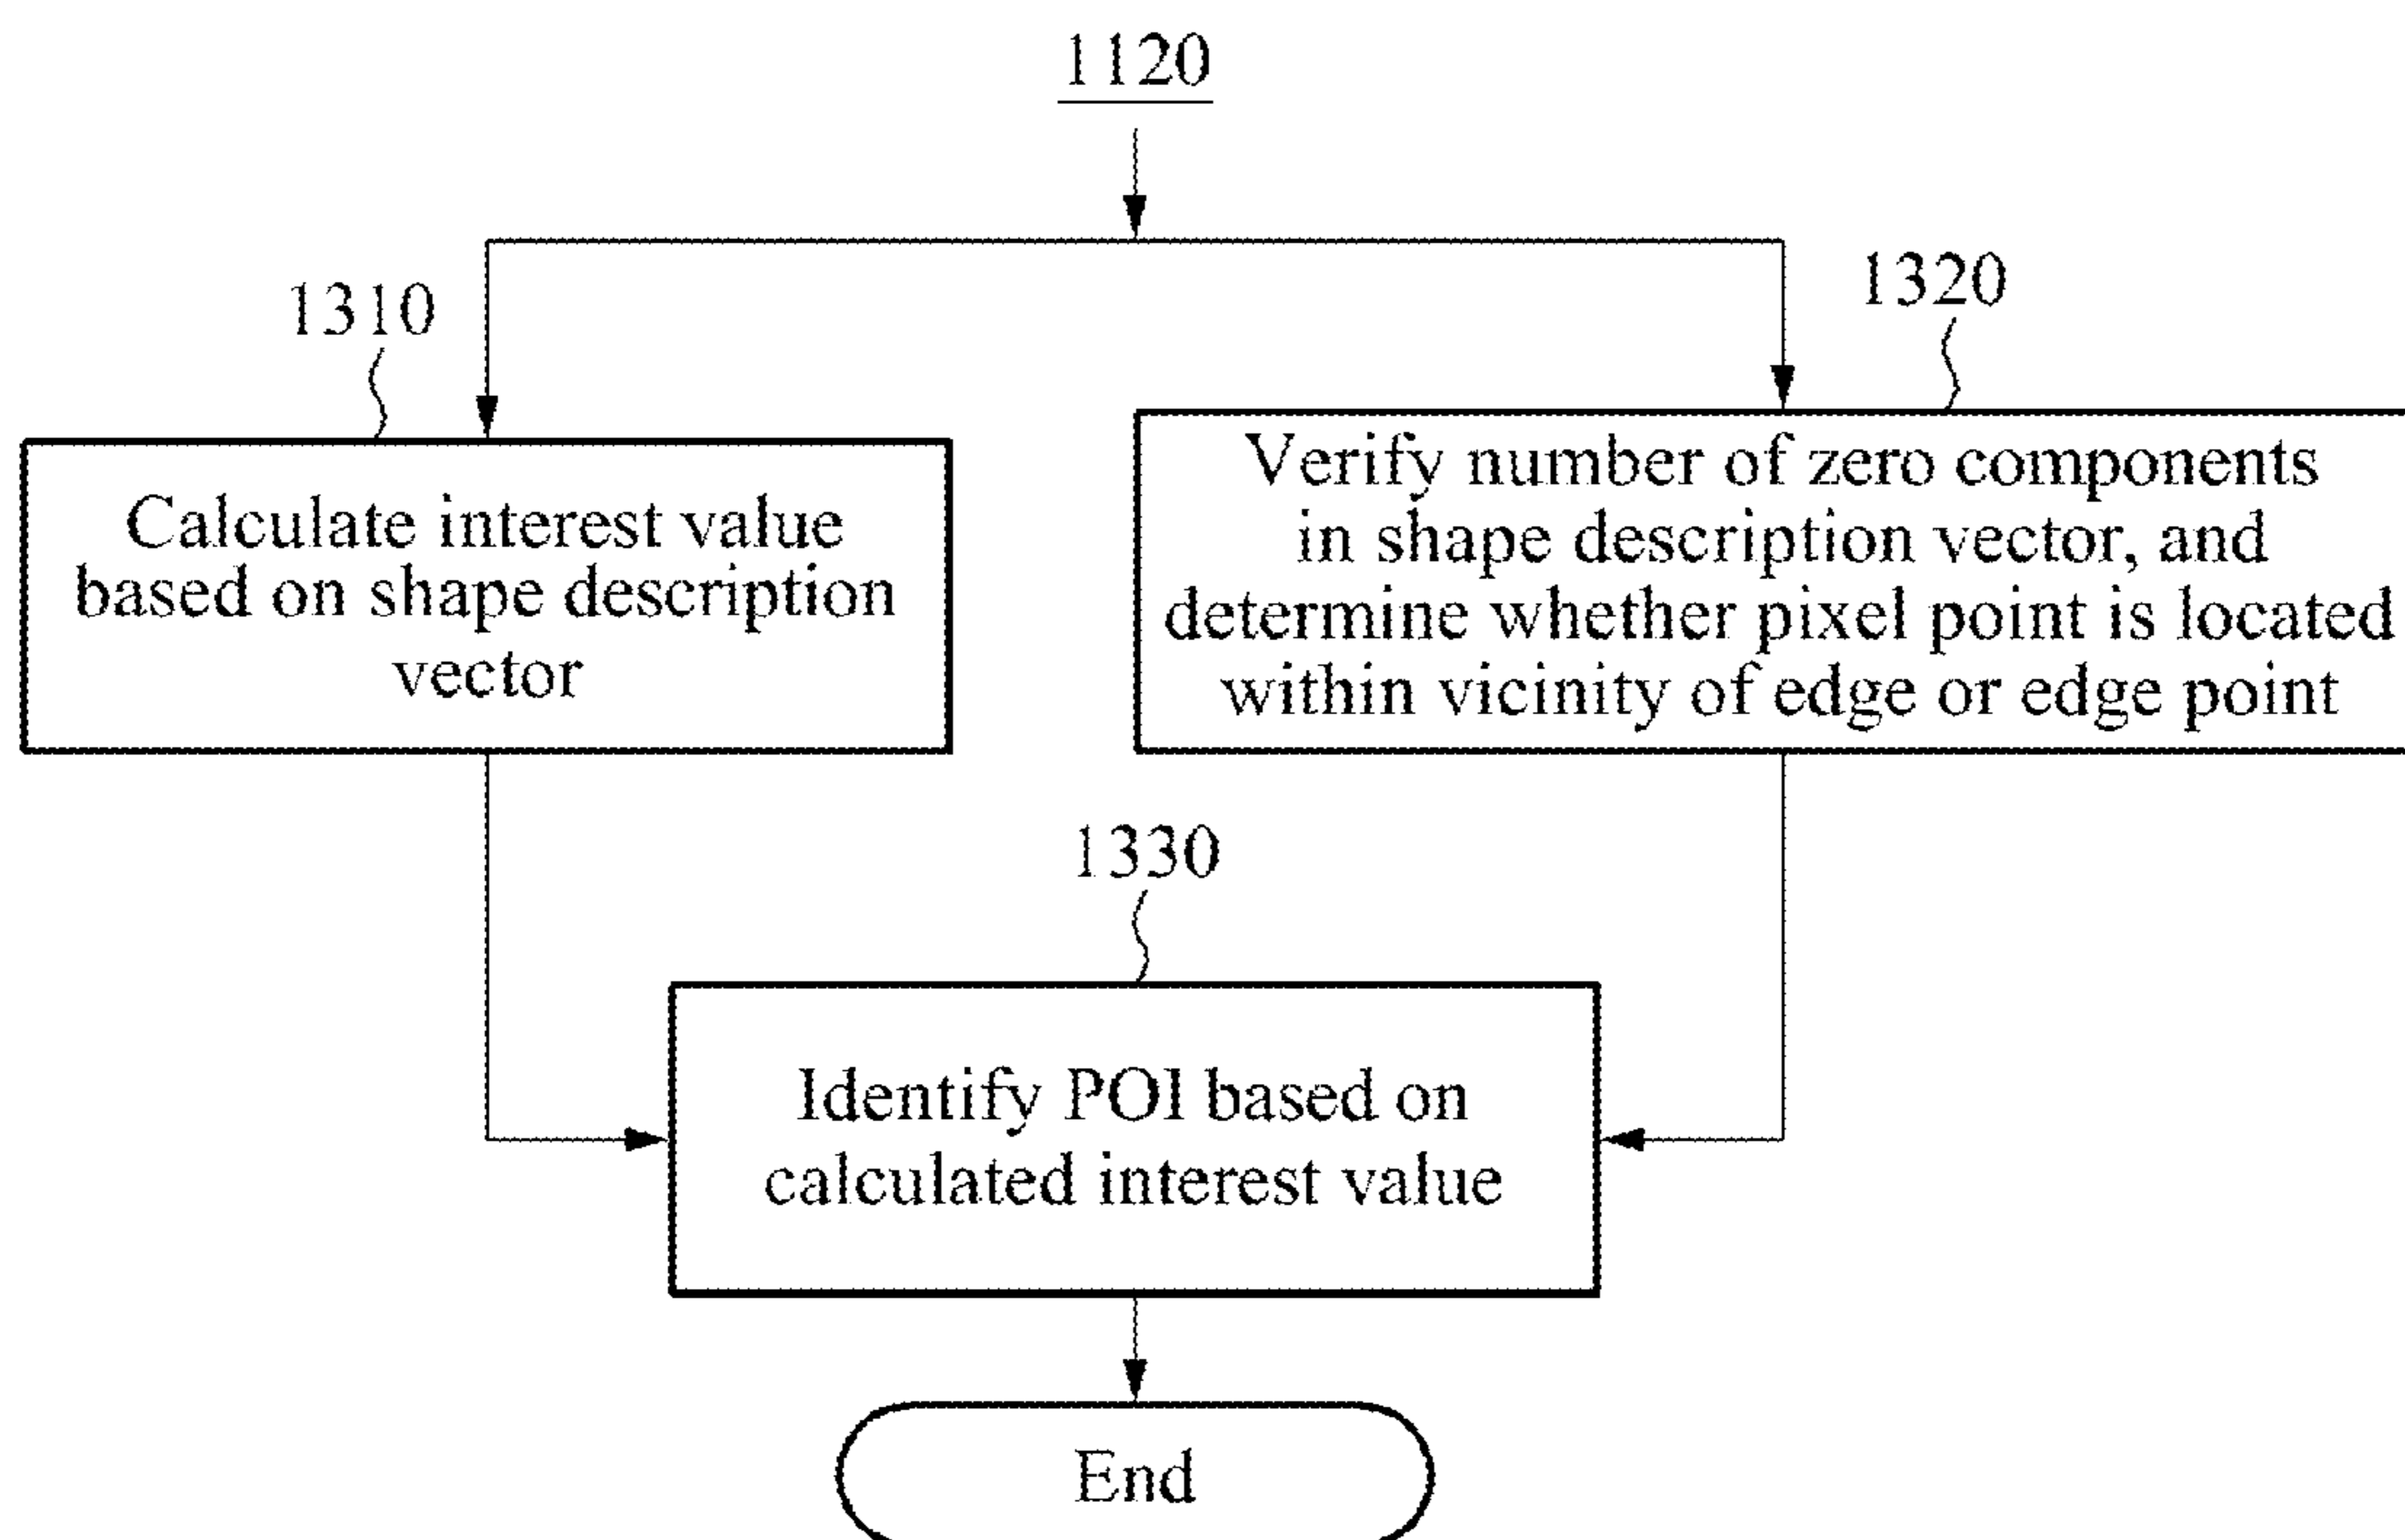 1120
1310
1320
Calculate interest value
based on shape description
vector
Verify number of zero components
in shape description vector, and
determine whether pixel point is located
within vicinity of edge or edge point
1330
Identify POI based on
calculated interest value
End